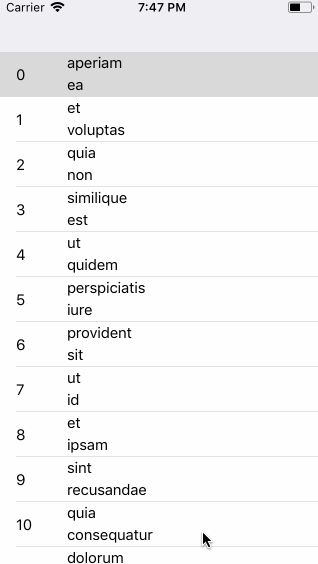 Carrier 7:47 PM
0 aperiam
ea
1 et
voluptas
2 quia
non
3 similique
est
4 ut
quidem
5 perspiciatis
iure
6 provident
sit
7 ut
id
8 et
ipsam
9 sint
recusandae
10 quia
consequatur
dolorum